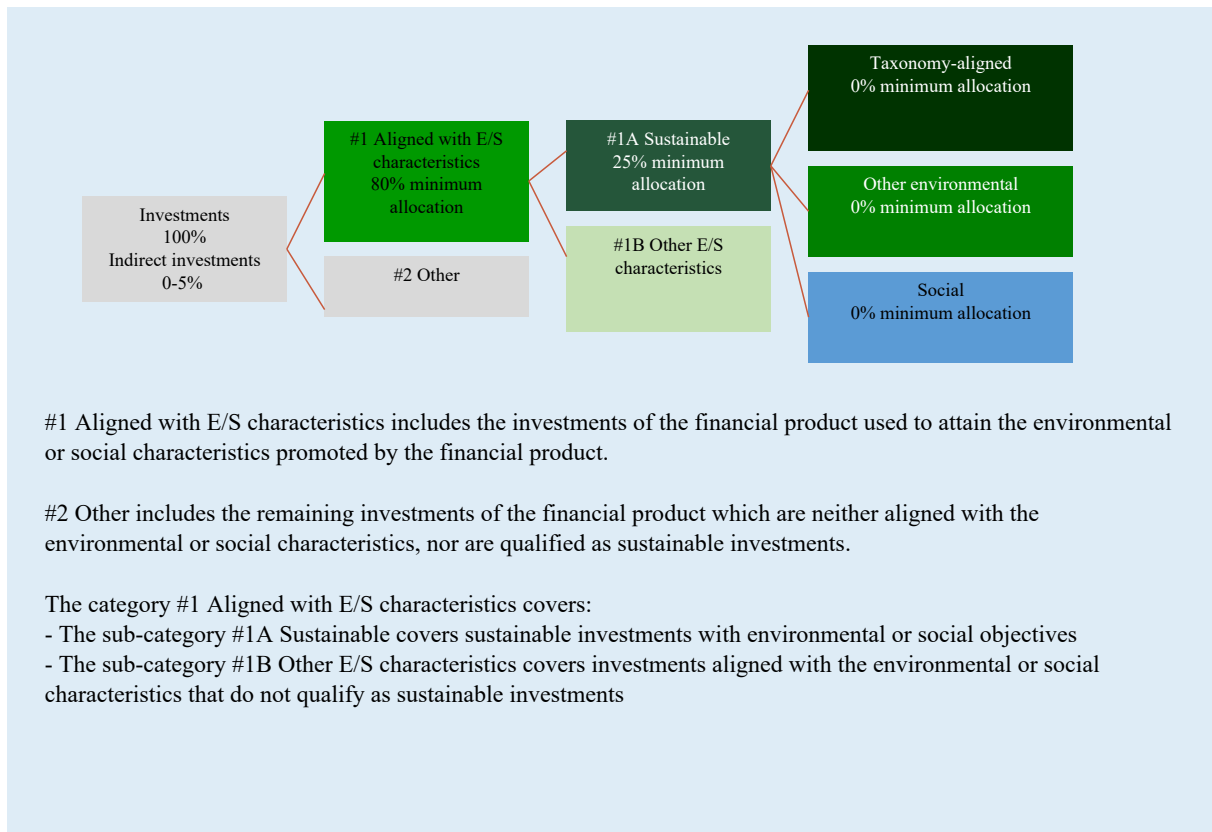 Investments
100%
Indirect investments
0-5%
#1 Aligned with E/S
characteristics
80% minimum
allocation
#2 Other
#1A Sustainable
25% minimum
allocation
#1B Other E/S
characteristics
Taxonomy-aligned
0% minimum allocation
Other environmental
0% minimum allocation
Social
0% minimum allocation
#1 Aligned with E/S characteristics includes the investments of the financial product used to attain the environmental
or social characteristics promoted by the financial product.
#2 Other includes the remaining investments of the financial product which are neither aligned with the
environmental or social characteristics, nor are qualified as sustainable investments.
The category #1 Aligned with E/S characteristics covers:
- The sub-category #1A Sustainable covers sustainable investments with environmental or social objectives
- The sub-category #1B Other E/S characteristics covers investments aligned with the environmental or social
characteristics that do not qualify as sustainable investments